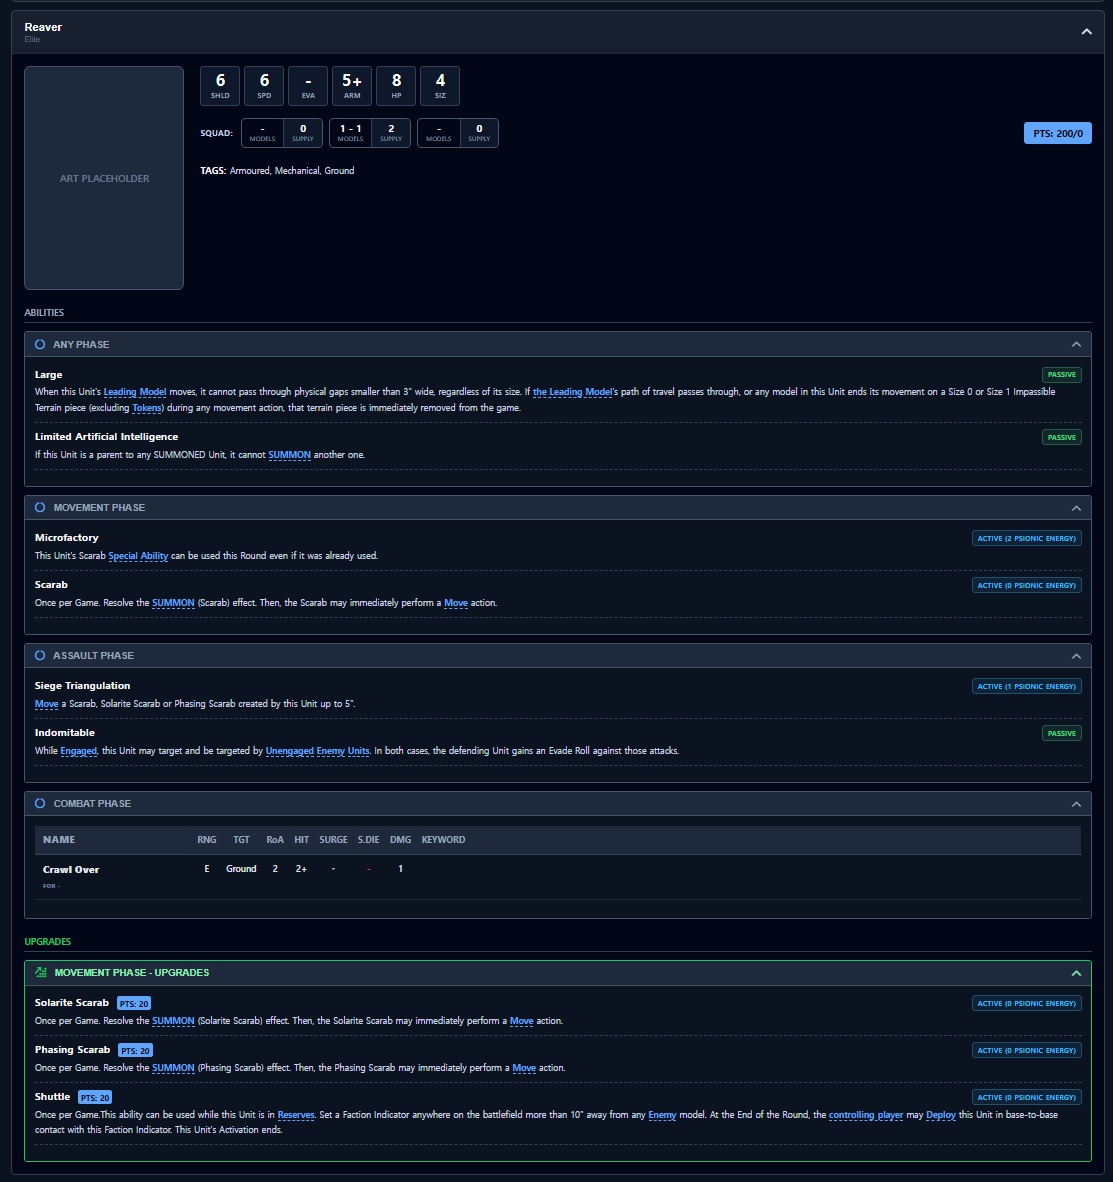 Reaver
Elite
ART PLACEHOLDER
6 6 - 5+ 8 4
SHLD SPD EVA ARM HP SIZ
SQUAD: - MODELS 0 SUPPLY 1 - 1 MODELS 2 SUPPLY - MODELS 0 SUPPLY
PTS: 200/0
TAGS: Armoured, Mechanical, Ground
ABILITIES
ANY PHASE
Large PASSIVE
When this Unit's Leading Model moves, it cannot pass through physical gaps smaller than 3" wide, regardless of its size. If the Leading Model's path of travel passes through, or any model in this Unit ends its movement on a Size 0 or Size 1 Impassible
Terrain piece (excluding Tokens) during any movement action, that terrain piece is immediately removed from the game.
Limited Artificial Intelligence PASSIVE
If this Unit is a parent to any SUMMONED Unit, it cannot SUMMON another one.
MOVEMENT PHASE
Microfactory ACTIVE (2 PSIONIC ENERGY)
This Unit's Scarab Special Ability can be used this Round even if it was already used.
Scarab ACTIVE (0 PSIONIC ENERGY)
Once per Game. Resolve the SUMMON (Scarab) effect. Then, the Scarab may immediately perform a Move action.
ASSAULT PHASE
Siege Triangulation ACTIVE (1 PSIONIC ENERGY)
Move a Scarab, Solarite Scarab or Phasing Scarab created by this Unit up to 5".
Indomitable PASSIVE
While Engaged, this Unit may target and be targeted by Unengaged Enemy Units. In both cases, the defending Unit gains an Evade Roll against those attacks.
COMBAT PHASE
NAME RNG TGT RoA HIT SURGE S.DIE DMG KEYWORD
Crawl Over E Ground 2 2+ - - 1
FOR -
UPGRADES
MOVEMENT PHASE - UPGRADES
Solarite Scarab PTS: 20 ACTIVE (0 PSIONIC ENERGY)
Once per Game. Resolve the SUMMON (Solarite Scarab) effect. Then, the Solarite Scarab may immediately perform a Move action.
Phasing Scarab PTS: 20 ACTIVE (0 PSIONIC ENERGY)
Once per Game. Resolve the SUMMON (Phasing Scarab) effect. Then, the Phasing Scarab may immediately perform a Move action.
Shuttle PTS: 20 ACTIVE (0 PSIONIC ENERGY)
Once per Game.This ability can be used while this Unit is in Reserves. Set a Faction Indicator anywhere on the battlefield more than 10" away from any Enemy model. At the End of the Round, the controlling player may Deploy this Unit in base-to-base
contact with this Faction Indicator. This Unit's Activation ends.